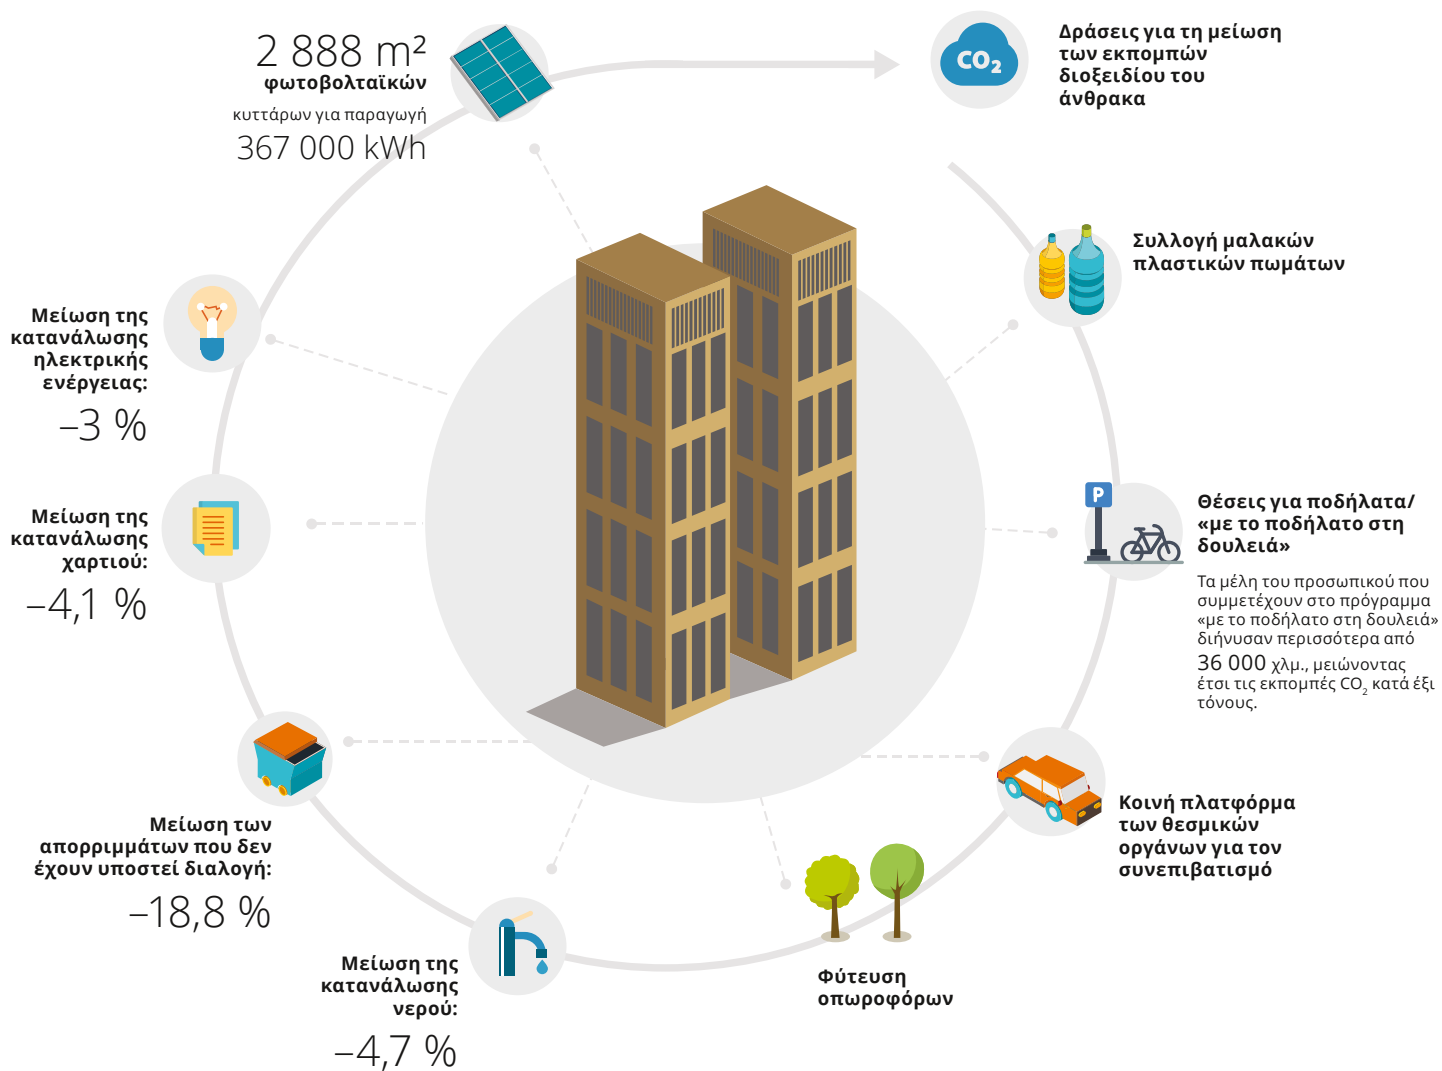 2 888 m²
φωτοβολταϊκών
κυττάρων για παραγωγή
367 000 kWh
CO₂
Δράσεις για τη μείωση
των εκπομπών
διοξειδίου του
άνθρακα
Συλλογή μαλακών
πλαστικών πωμάτων
P
Θέσεις για ποδήλατα/
«με το ποδήλατο στη
δουλειά»
Τα μέλη του προσωπικού που
συμμετέχουν στο πρόγραμμα
«με το ποδήλατο στη δουλειά»
διήνυσαν περισσότερα από
36 000 χλμ., μειώνοντας
έτσι τις εκπομπές CO₂ κατά έξι
τόνους.
Κοινή πλατφόρμα
των θεσμικών
οργάνων για τον
συνεπιβατισμό
Φύτευση
οπωροφόρων
Μείωση της
κατανάλωσης
νερού:
–4,7 %
Μείωση των
απορριμμάτων που δεν
έχουν υποστεί διαλογή:
–18,8 %
Μείωση της
κατανάλωσης
χαρτιού:
–4,1 %
Μείωση της
κατανάλωσης
ηλεκτρικής
ενέργειας:
–3 %